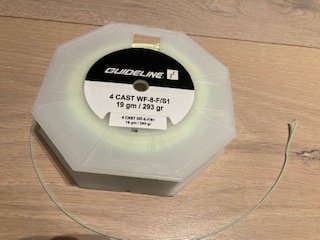 GUIDELINE
4 CAST WF-8-F/S1
19 gm / 293 gr
4 CAST WF-8 F/S1
19 gm / 293 gr